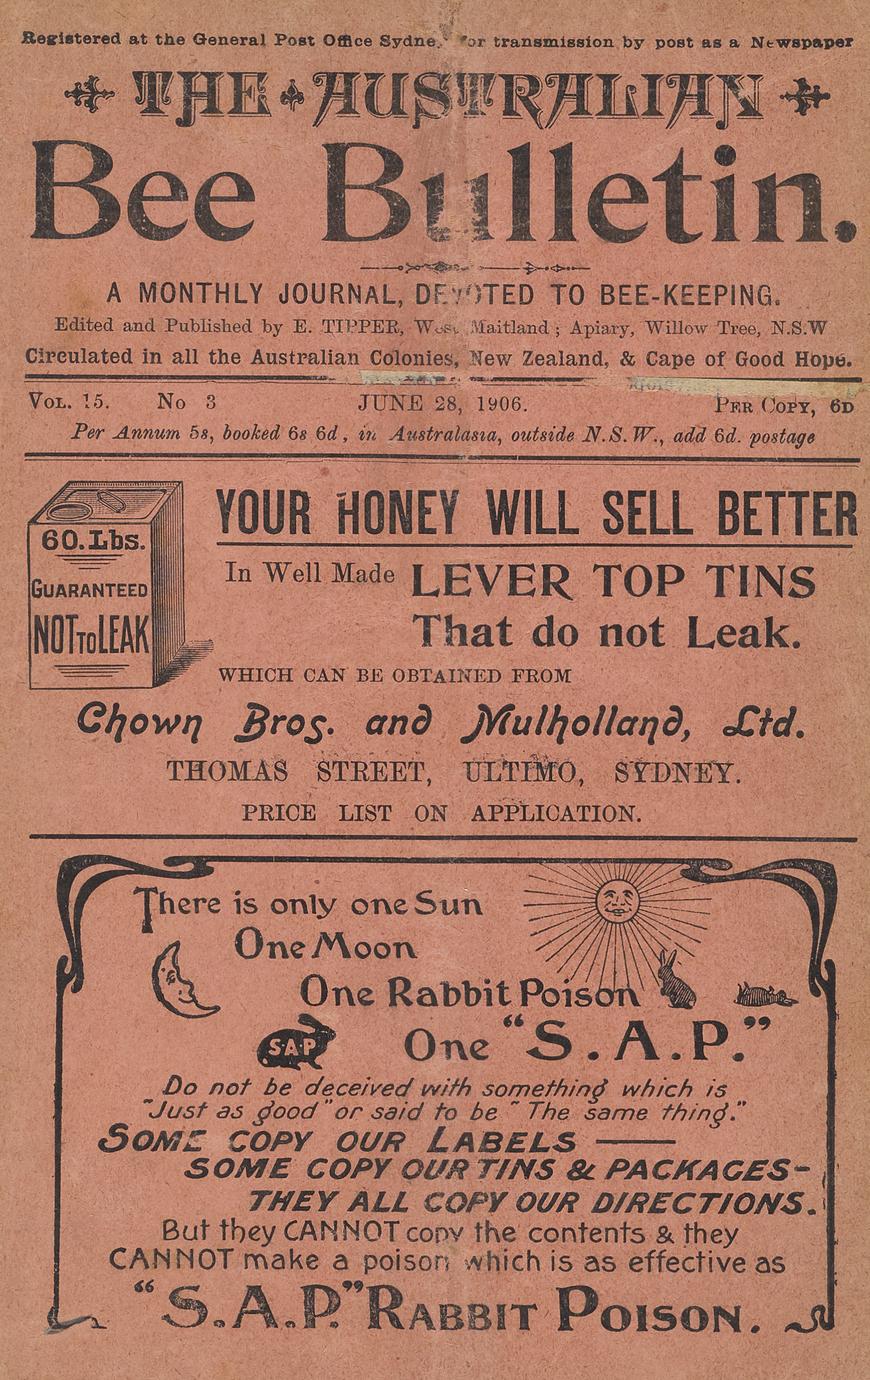 Registered at the General Post Office Sydney for transmission by post as a Newspaper
THE AUSTRALIAN
Bee Bulletin.
A MONTHLY JOURNAL, DEVOTED TO BEE-KEEPING.
Edited and Published by E. TIPPER, West Maitland; Apiary, Willow Tree, N.S.W
Circulated in all the Australian Colonies, New Zealand, & Cape of Good Hope.
VOL. 15. No 3 JUNE 28, 1906. PER COPY, 6D
Per Annum 5s, booked 6s 6d, in Australasia, outside N.S.W., add 6d. postage
60.Lbs.
GUARANTEED
NOT TO LEAK
YOUR HONEY WILL SELL BETTER
In Well Made LEVER TOP TINS
That do not Leak.
WHICH CAN BE OBTAINED FROM
Chown Bros. and Mulholland, Ltd.
THOMAS STREET, ULTIMO, SYDNEY.
PRICE LIST ON APPLICATION.
There is only one Sun
One Moon
One Rabbit Poison
S.A.P
One "S.A.P."
Do not be deceived with something which is
"Just as good" or said to be "The same thing."
SOME COPY OUR LABELS —
SOME COPY OUR TINS & PACKAGES-
THEY ALL COPY OUR DIRECTIONS.
But they CANNOT copy the contents & they
CANNOT make a poison which is as effective as
"S.A.P." RABBIT POISON.